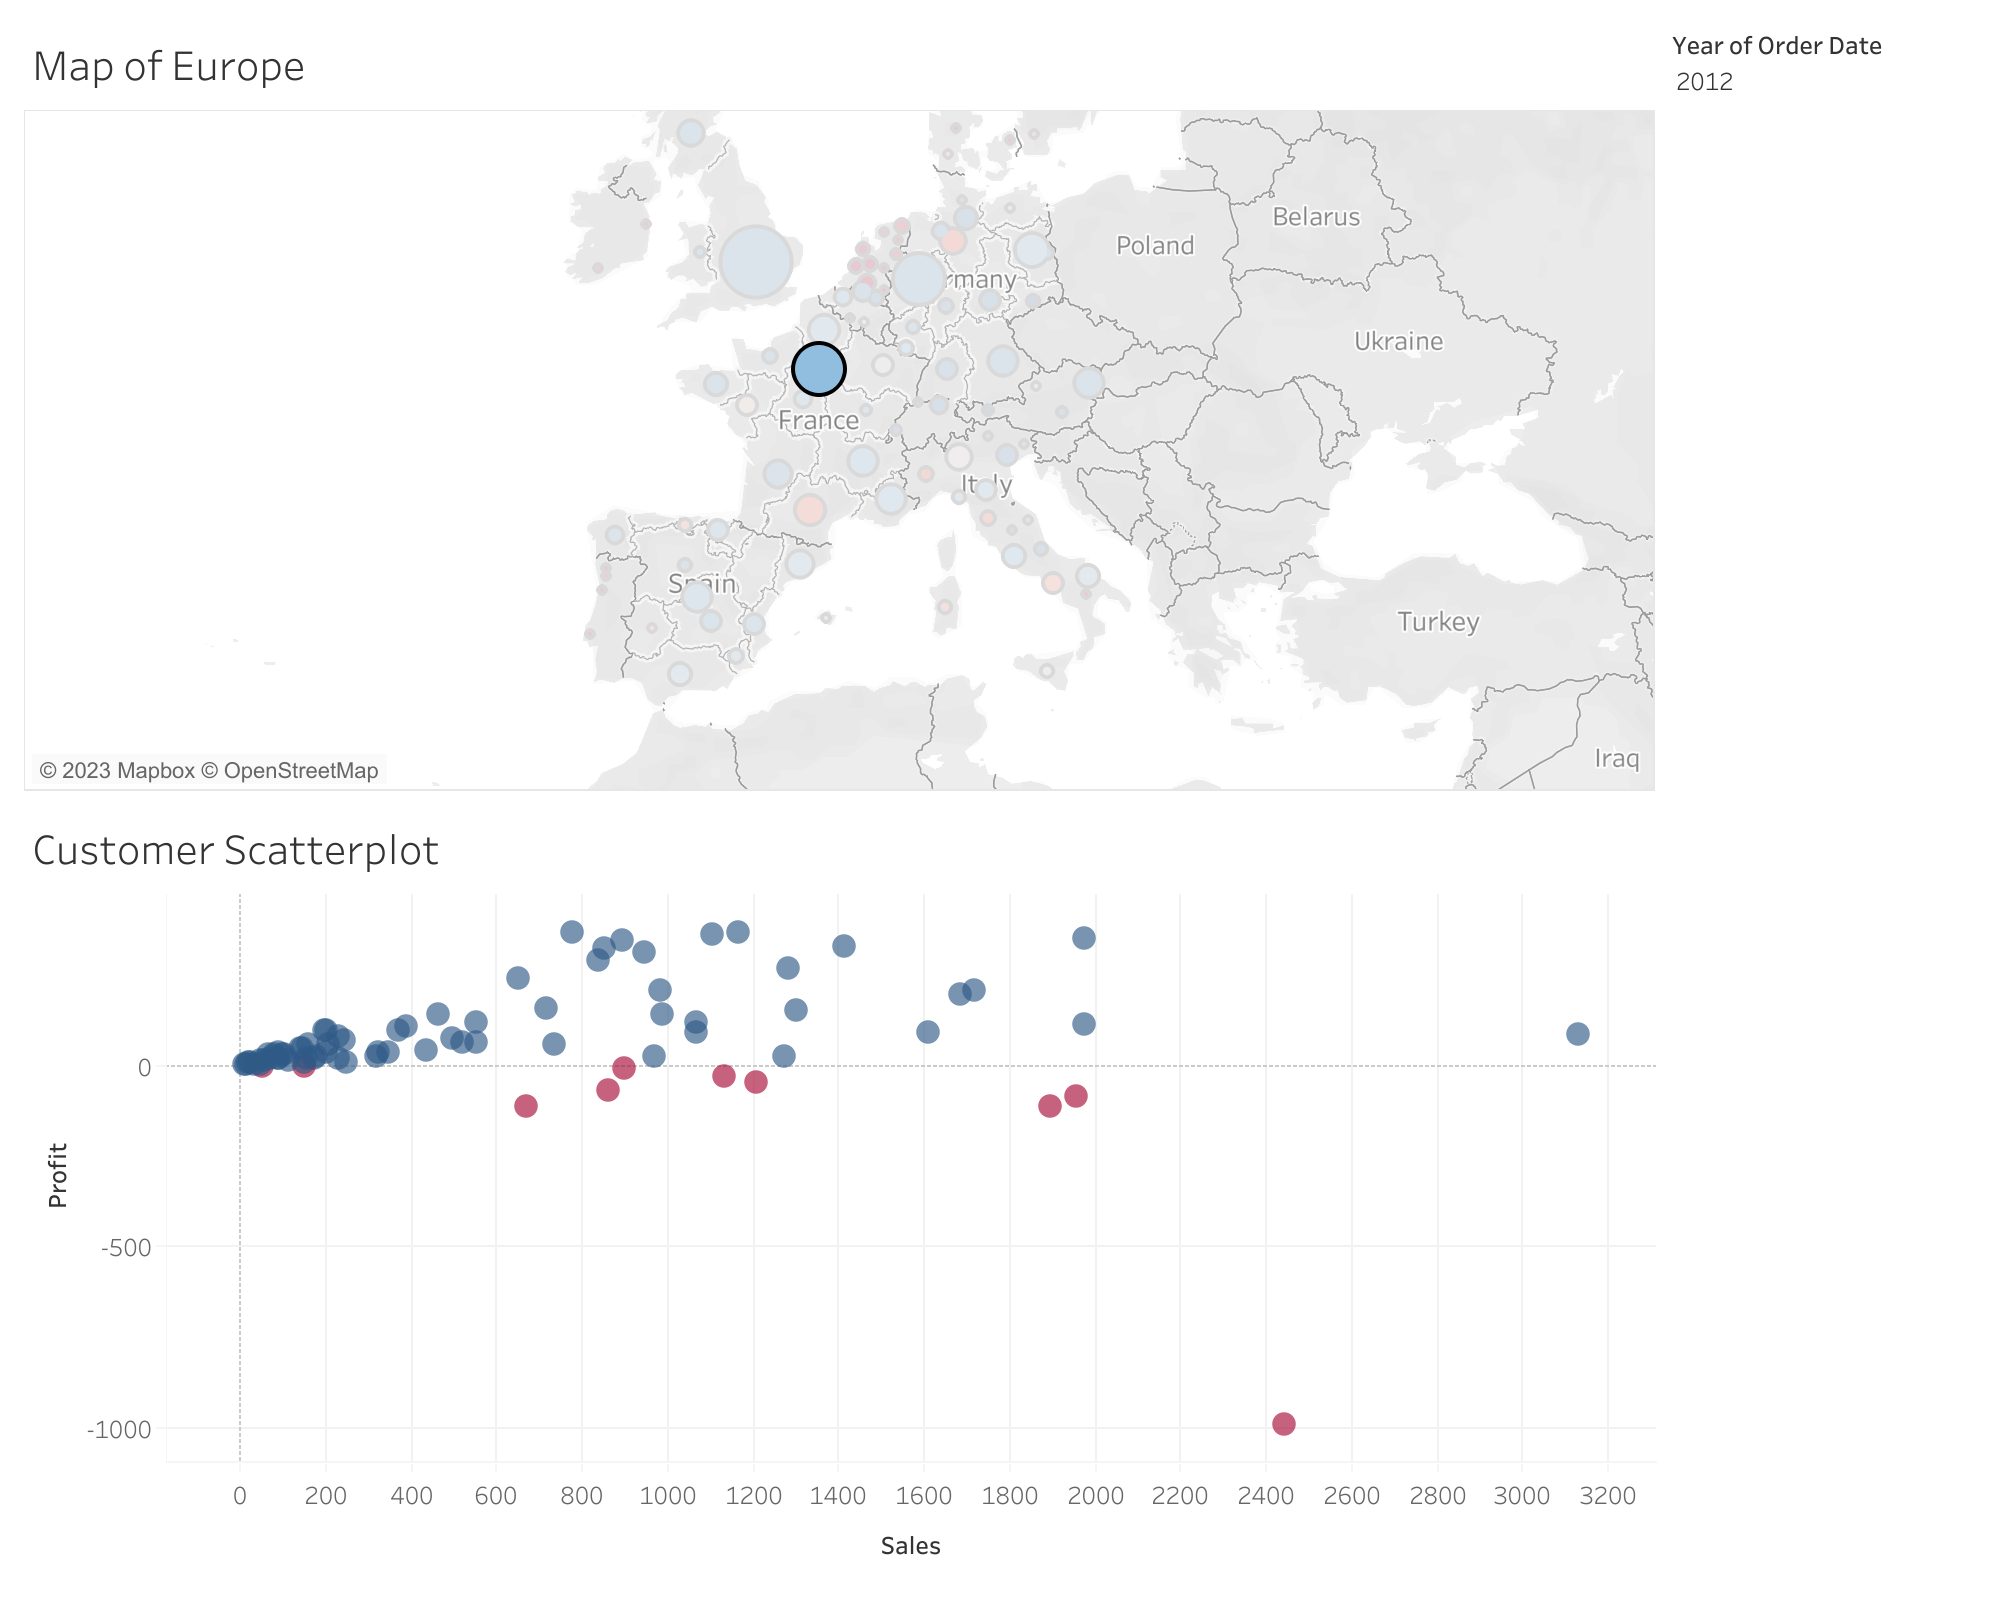 Map of Europe
Year of Order Date
2012
Belarus
Poland
rmany
Ukraine
France
Italy
Spain
Turkey
Iraq
© 2023 Mapbox © OpenStreetMap
Customer Scatterplot
0
-500
-1000
Profit
0 200 400 600 800 1000 1200 1400 1600 1800 2000 2200 2400 2600 2800 3000 3200
Sales